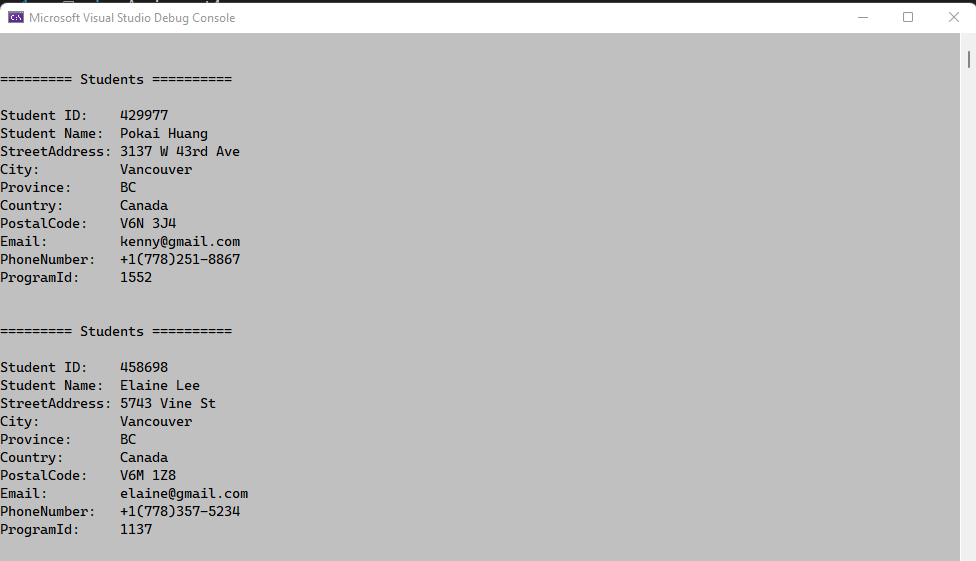 Microsoft Visual Studio Debug Console
========= Students ==========
Student ID:    429977
Student Name:  Pokai Huang
StreetAddress: 3137 W 43rd Ave
City:          Vancouver
Province:      BC
Country:       Canada
PostalCode:    V6N 3J4
Email:         kenny@gmail.com
PhoneNumber:   +1(778)251-8867
ProgramId:     1552
========= Students ==========
Student ID:    458698
Student Name:  Elaine Lee
StreetAddress: 5743 Vine St
City:          Vancouver
Province:      BC
Country:       Canada
PostalCode:    V6M 1Z8
Email:         elaine@gmail.com
PhoneNumber:   +1(778)357-5234
ProgramId:     1137